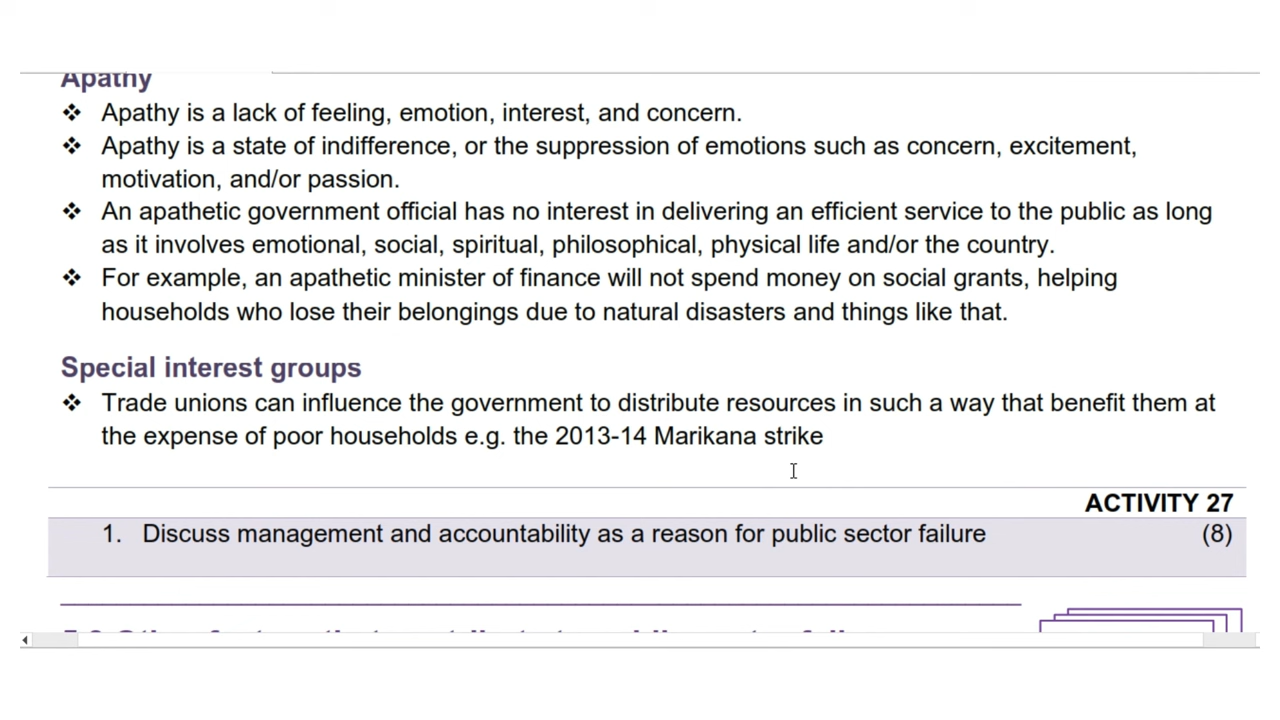 Apathy
❖ Apathy is a lack of feeling, emotion, interest, and concern.
❖ Apathy is a state of indifference, or the suppression of emotions such as concern, excitement,
motivation, and/or passion.
❖ An apathetic government official has no interest in delivering an efficient service to the public as long
as it involves emotional, social, spiritual, philosophical, physical life and/or the country.
❖ For example, an apathetic minister of finance will not spend money on social grants, helping
households who lose their belongings due to natural disasters and things like that.
Special interest groups
❖ Trade unions can influence the government to distribute resources in such a way that benefit them at
the expense of poor households e.g. the 2013-14 Marikana strike
ACTIVITY 27
1. Discuss management and accountability as a reason for public sector failure (8)